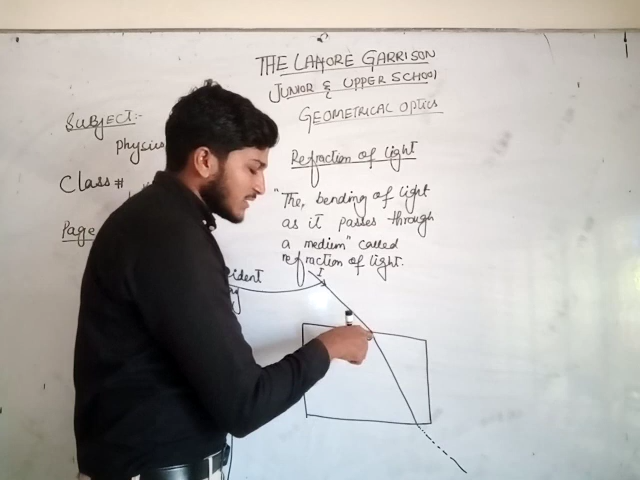 THE LAHORE GARRISON
JUNIOR & UPPER SCHOOL
GEOMETRICAL OPTICS
Subject:-
Physics
Class #
Page
Refraction of light
"The, bending of light
as it passes through
a medium" called
refraction of light.
I